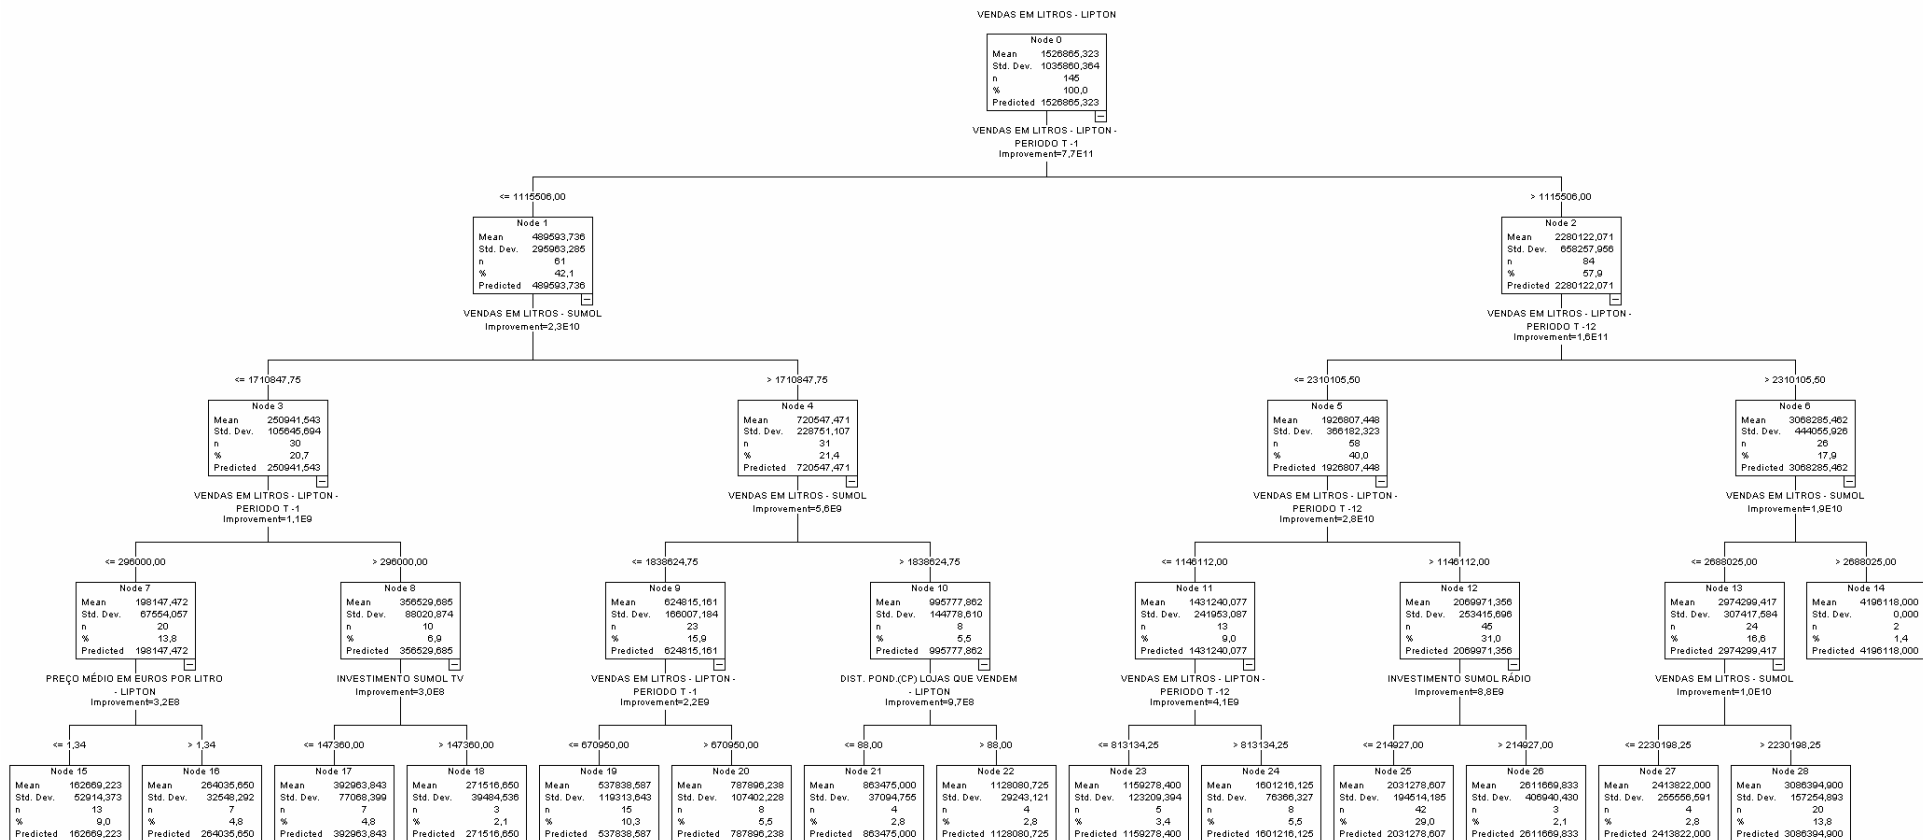 VENDAS EM LITROS - LIPTON
Node 0
Mean 1526865,323
Std. Dev. 1035860,364
n 145
% 100,0
Predicted 1526865,323
VENDAS EM LITROS - LIPTON -
PERIODO T -1
Improvement=7,7E11
<= 1115506,00
> 1115506,00
Node 1
Mean 489593,736
Std. Dev. 295963,285
n 61
% 42,1
Predicted 489593,736
VENDAS EM LITROS - SUMOL
Improvement=2,3E10
Node 2
Mean 2280122,071
Std. Dev. 658257,956
n 84
% 57,9
Predicted 2280122,071
VENDAS EM LITROS - LIPTON -
PERIODO T -12
Improvement=1,6E11
<= 1710847,75
> 1710847,75
<= 2310105,50
> 2310105,50
Node 3
Mean 250941,543
Std. Dev. 105645,694
n 30
% 20,7
Predicted 250941,543
VENDAS EM LITROS - LIPTON -
PERIODO T -1
Improvement=1,1E9
Node 4
Mean 720547,471
Std. Dev. 228751,107
n 31
% 21,4
Predicted 720547,471
VENDAS EM LITROS - SUMOL
Improvement=5,6E9
Node 5
Mean 1926807,448
Std. Dev. 366182,323
n 58
% 40,0
Predicted 1926807,448
VENDAS EM LITROS - LIPTON -
PERIODO T -12
Improvement=2,8E10
Node 6
Mean 3068285,462
Std. Dev. 444055,926
n 26
% 17,9
Predicted 3068285,462
VENDAS EM LITROS - SUMOL
Improvement=1,9E10
<= 296000,00
> 296000,00
<= 1838624,75
> 1838624,75
<= 1146112,00
> 1146112,00
<= 2688025,00
> 2688025,00
Node 7
Mean 198147,472
Std. Dev. 67554,057
n 20
% 13,8
Predicted 198147,472
PREÇO MÉDIO EM EUROS POR LITRO
- LIPTON
Improvement=3,2E8
Node 8
Mean 356529,685
Std. Dev. 88020,874
n 10
% 6,9
Predicted 356529,685
INVESTIMENTO SUMOL TV
Improvement=3,0E8
Node 9
Mean 624815,161
Std. Dev. 166007,184
n 23
% 15,9
Predicted 624815,161
VENDAS EM LITROS - LIPTON -
PERIODO T -1
Improvement=2,2E9
Node 10
Mean 995777,862
Std. Dev. 144778,610
n 8
% 5,5
Predicted 995777,862
DIST. POND.(CP) LOJAS QUE VENDEM
- LIPTON
Improvement=9,7E8
Node 11
Mean 1431240,077
Std. Dev. 241953,087
n 13
% 9,0
Predicted 1431240,077
VENDAS EM LITROS - LIPTON -
PERIODO T -12
Improvement=4,1E9
Node 12
Mean 2069971,356
Std. Dev. 253415,696
n 45
% 31,0
Predicted 2069971,356
INVESTIMENTO SUMOL RÁDIO
Improvement=8,8E9
Node 13
Mean 2974299,417
Std. Dev. 307417,584
n 24
% 16,6
Predicted 2974299,417
VENDAS EM LITROS - SUMOL
Improvement=1,0E10
Node 14
Mean 4196118,000
Std. Dev. 0,000
n 2
% 1,4
Predicted 4196118,000
<= 1,34
> 1,34
<= 147360,00
> 147360,00
<= 670950,00
> 670950,00
<= 88,00
> 88,00
<= 813134,25
> 813134,25
<= 214927,00
> 214927,00
<= 2230198,25
> 2230198,25
Node 15
Mean 162669,223
Std. Dev. 52914,373
n 13
% 9,0
Predicted 162669,223
Node 16
Mean 264035,650
Std. Dev. 32548,292
n 7
% 4,8
Predicted 264035,650
Node 17
Mean 392963,843
Std. Dev. 77068,399
n 7
% 4,8
Predicted 392963,843
Node 18
Mean 271516,650
Std. Dev. 39484,536
n 3
% 2,1
Predicted 271516,650
Node 19
Mean 537838,587
Std. Dev. 119313,643
n 15
% 10,3
Predicted 537838,587
Node 20
Mean 787896,238
Std. Dev. 107402,228
n 8
% 5,5
Predicted 787896,238
Node 21
Mean 863475,000
Std. Dev. 37094,755
n 4
% 2,8
Predicted 863475,000
Node 22
Mean 1128080,725
Std. Dev. 29243,121
n 4
% 2,8
Predicted 1128080,725
Node 23
Mean 1159278,400
Std. Dev. 123209,394
n 5
% 3,4
Predicted 1159278,400
Node 24
Mean 1601216,125
Std. Dev. 76366,327
n 8
% 5,5
Predicted 1601216,125
Node 25
Mean 2031278,607
Std. Dev. 194514,185
n 42
% 29,0
Predicted 2031278,607
Node 26
Mean 2611669,833
Std. Dev. 406940,430
n 3
% 2,1
Predicted 2611669,833
Node 27
Mean 2413822,000
Std. Dev. 255556,591
n 4
% 2,8
Predicted 2413822,000
Node 28
Mean 3086394,900
Std. Dev. 157254,893
n 20
% 13,8
Predicted 3086394,900